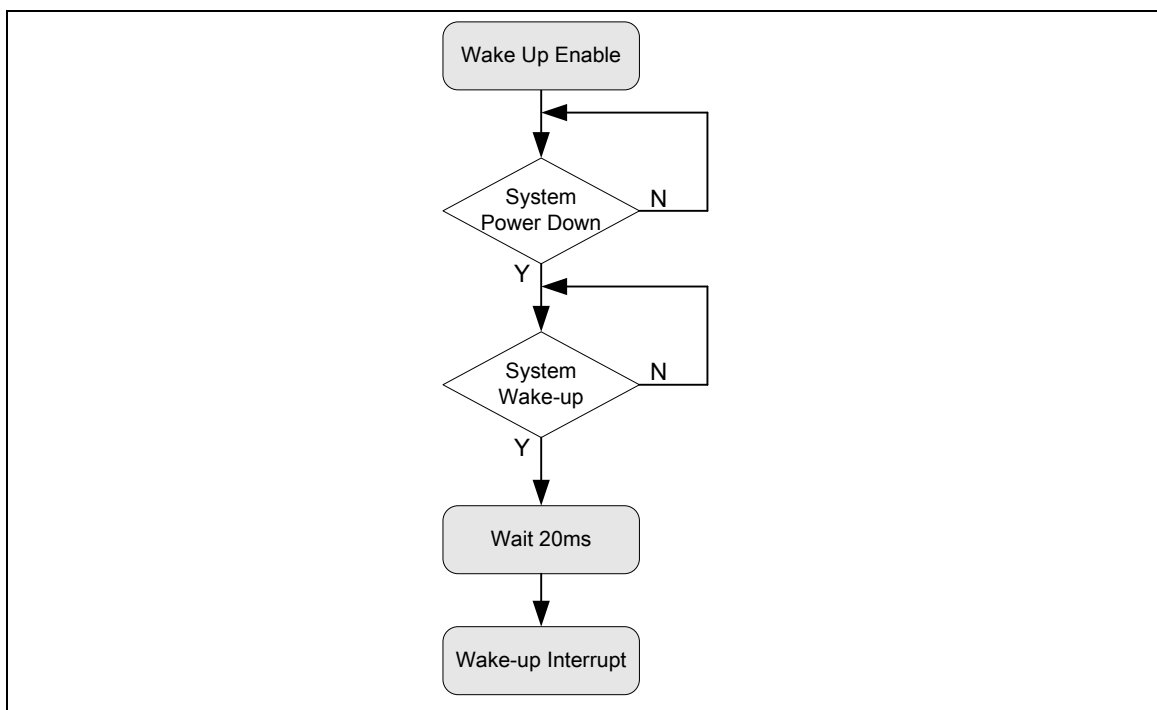 Wake Up Enable
System
Power Down
N
Y
System
Wake-up
N
Y
Wait 20ms
Wake-up Interrupt